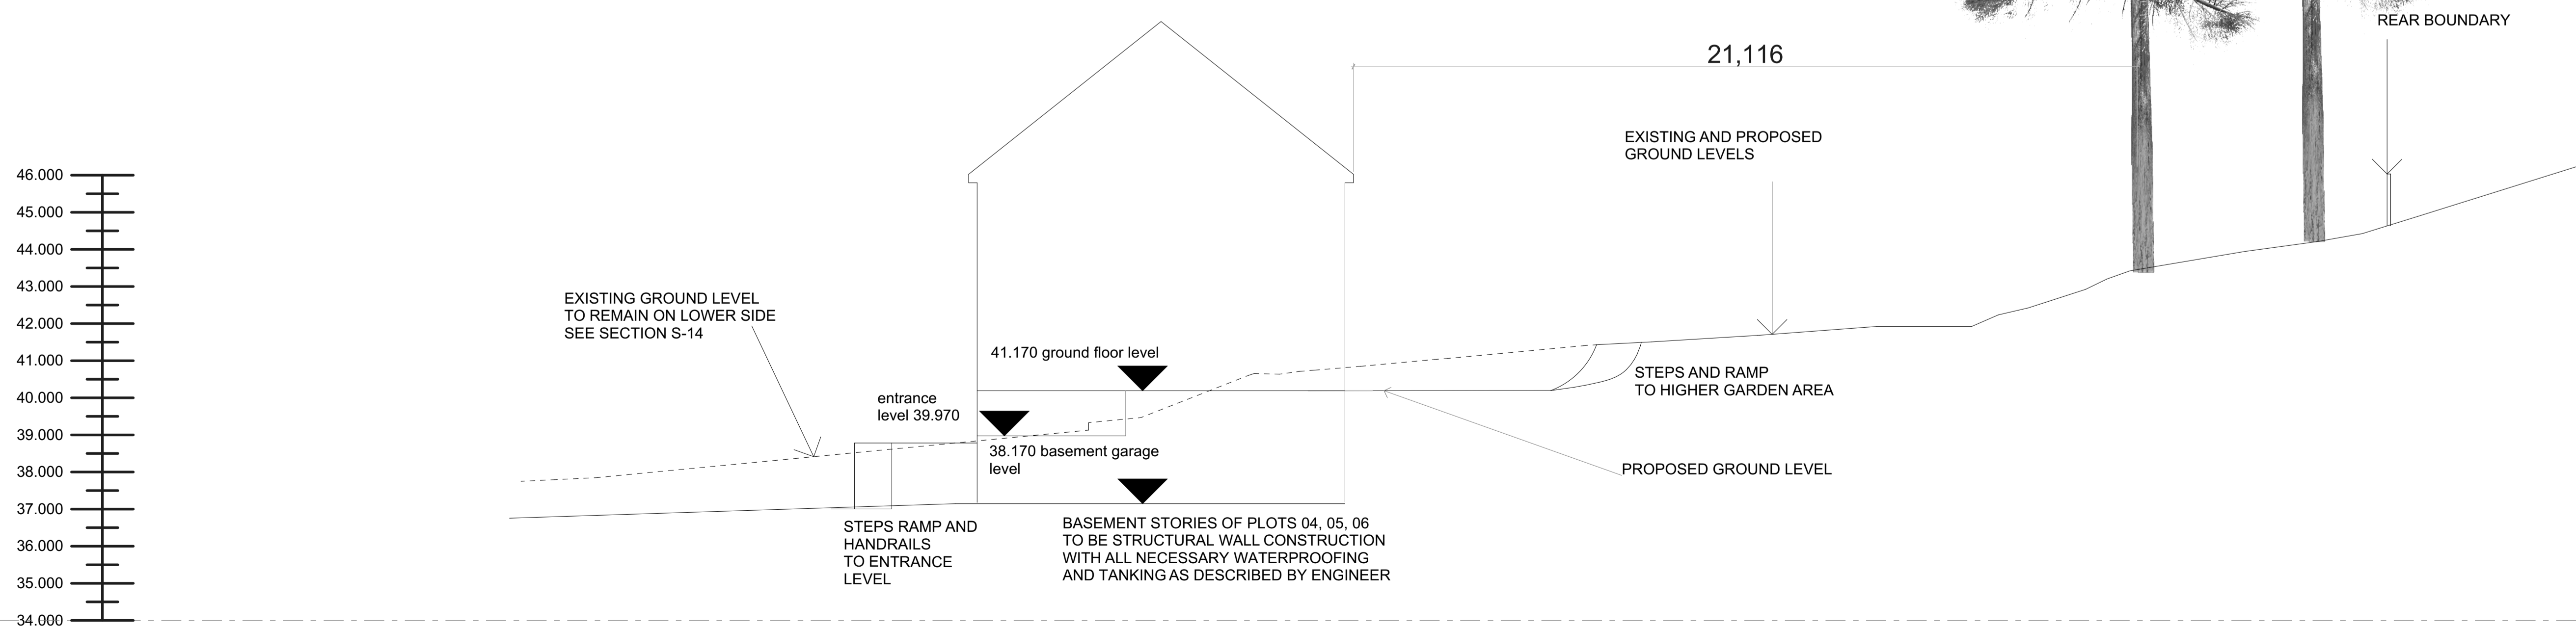 REAR BOUNDARY
21,116
EXISTING AND PROPOSED
GROUND LEVELS
46.000
45.000
44.000
43.000
42.000
41.000
40.000
39.000
38.000
37.000
36.000
35.000
34.000
EXISTING GROUND LEVEL
TO REMAIN ON LOWER SIDE
SEE SECTION S-14
41.170 ground floor level
entrance
level 39.970
38.170 basement garage
level
STEPS AND RAMP
TO HIGHER GARDEN AREA
PROPOSED GROUND LEVEL
STEPS RAMP AND
HANDRAILS
TO ENTRANCE
LEVEL
BASEMENT STORIES OF PLOTS 04, 05, 06
TO BE STRUCTURAL WALL CONSTRUCTION
WITH ALL NECESSARY WATERPROOFING
AND TANKING AS DESCRIBED BY ENGINEER